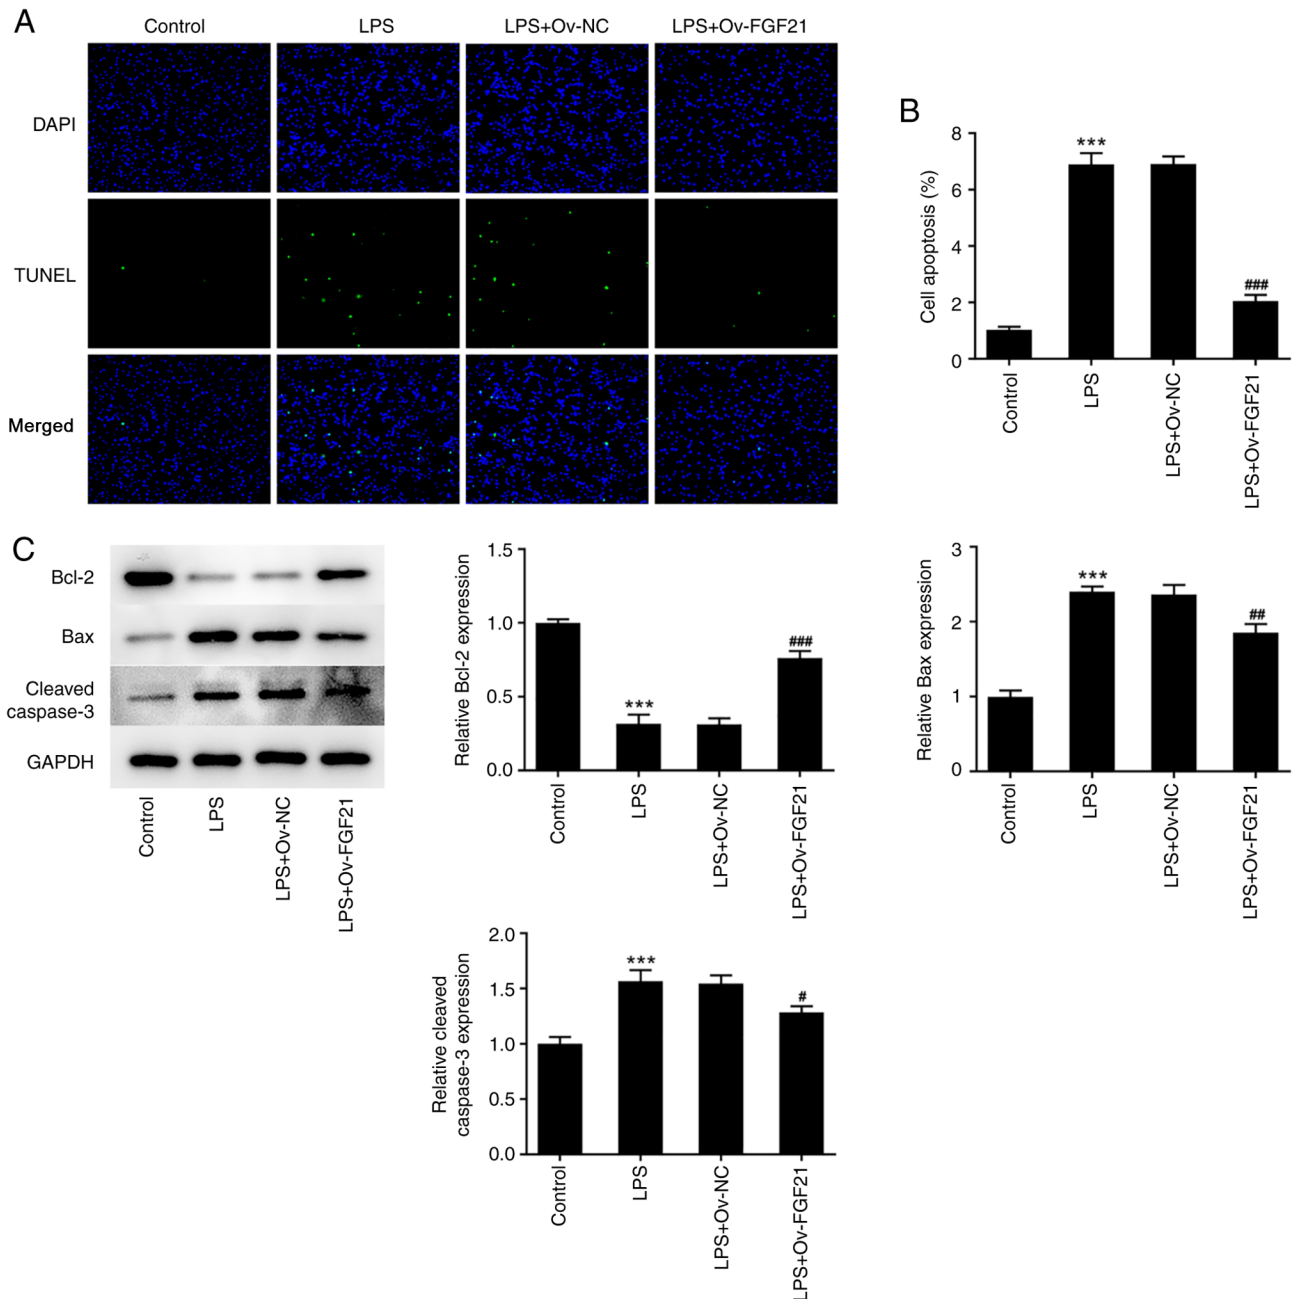 A
Control
LPS
LPS+Ov-NC
LPS+Ov-FGF21
DAPI
TUNEL
Merged
B
Cell apoptosis (%)
8
6
4
2
0
***
###
Control
LPS
LPS+Ov-NC
LPS+Ov-FGF21
C
Bcl-2
Bax
Cleaved
caspase-3
GAPDH
Control
LPS
LPS+Ov-NC
LPS+Ov-FGF21
Relative Bcl-2 expression
1.5
1.0
0.5
0.0
***
###
Control
LPS
LPS+Ov-NC
LPS+Ov-FGF21
Relative Bax expression
3
2
1
0
***
##
Control
LPS
LPS+Ov-NC
LPS+Ov-FGF21
Relative cleaved
caspase-3 expression
2.0
1.5
1.0
0.5
0.0
***
#
Control
LPS
LPS+Ov-NC
LPS+Ov-FGF21